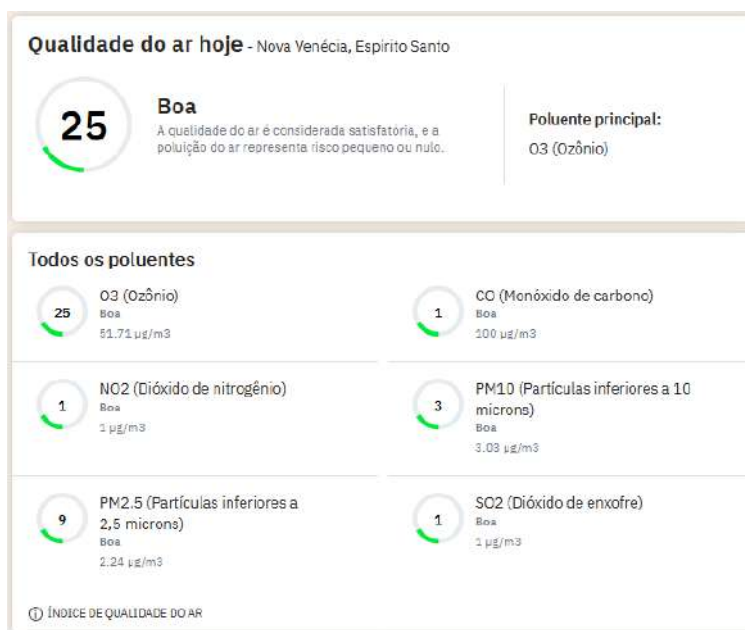 Qualidade do ar hoje - Nova Venécia, Espirito Santo
25
Boa
A qualidade do ar é considerada satisfatória, e a
poluição do ar representa risco pequeno ou nulo.
Poluente principal:
O3 (Ozônio)
Todos os poluentes
25
O3 (Ozônio)
Boa
51.71 µg/m3
1
CO (Monóxido de carbono)
Boa
100 µg/m3
1
NO2 (Dióxido de nitrogênio)
Boa
1 µg/m3
3
PM10 (Partículas inferiores a 10
microns)
Boa
3.03 µg/m3
9
PM2.5 (Partículas inferiores a
2,5 microns)
Boa
2.24 µg/m3
1
SO2 (Dióxido de enxofre)
Boa
1 µg/m3
ÍNDICE DE QUALIDADE DO AR